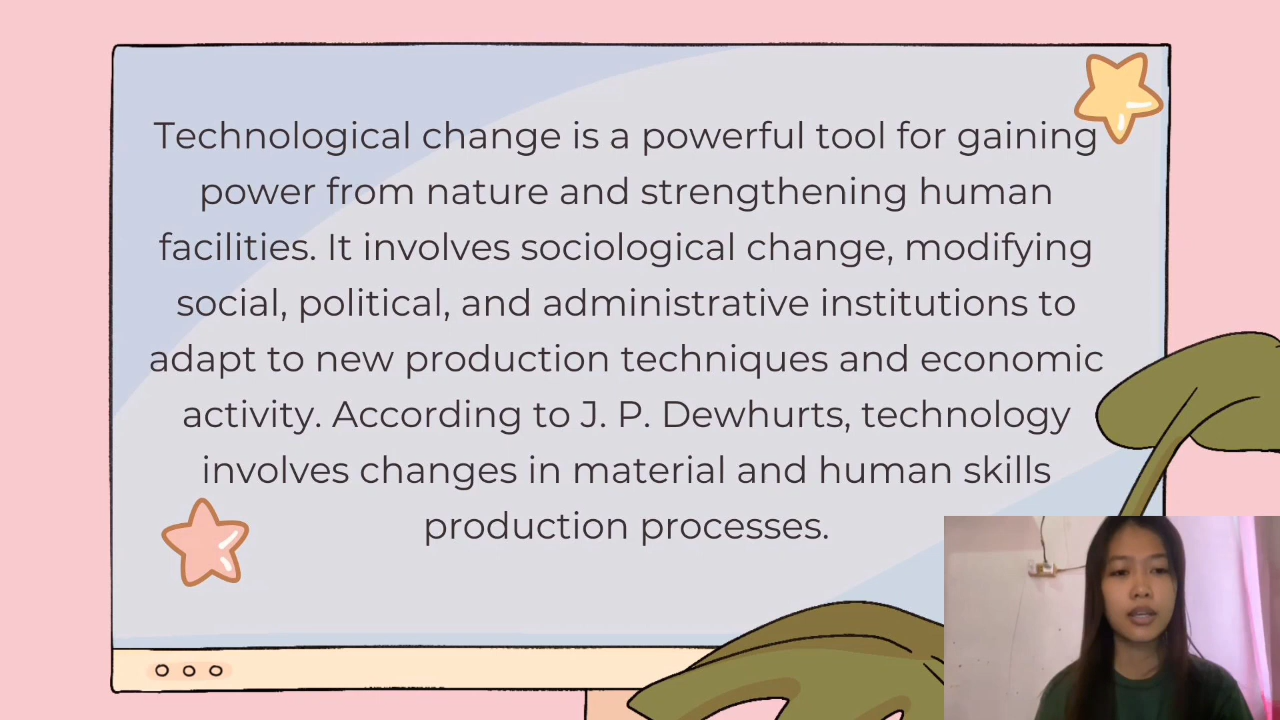 Technological change is a powerful tool for gaining
power from nature and strengthening human
facilities. It involves sociological change, modifying
social, political, and administrative institutions to
adapt to new production techniques and economic
activity. According to J. P. Dewhurts, technology
involves changes in material and human skills
production processes.